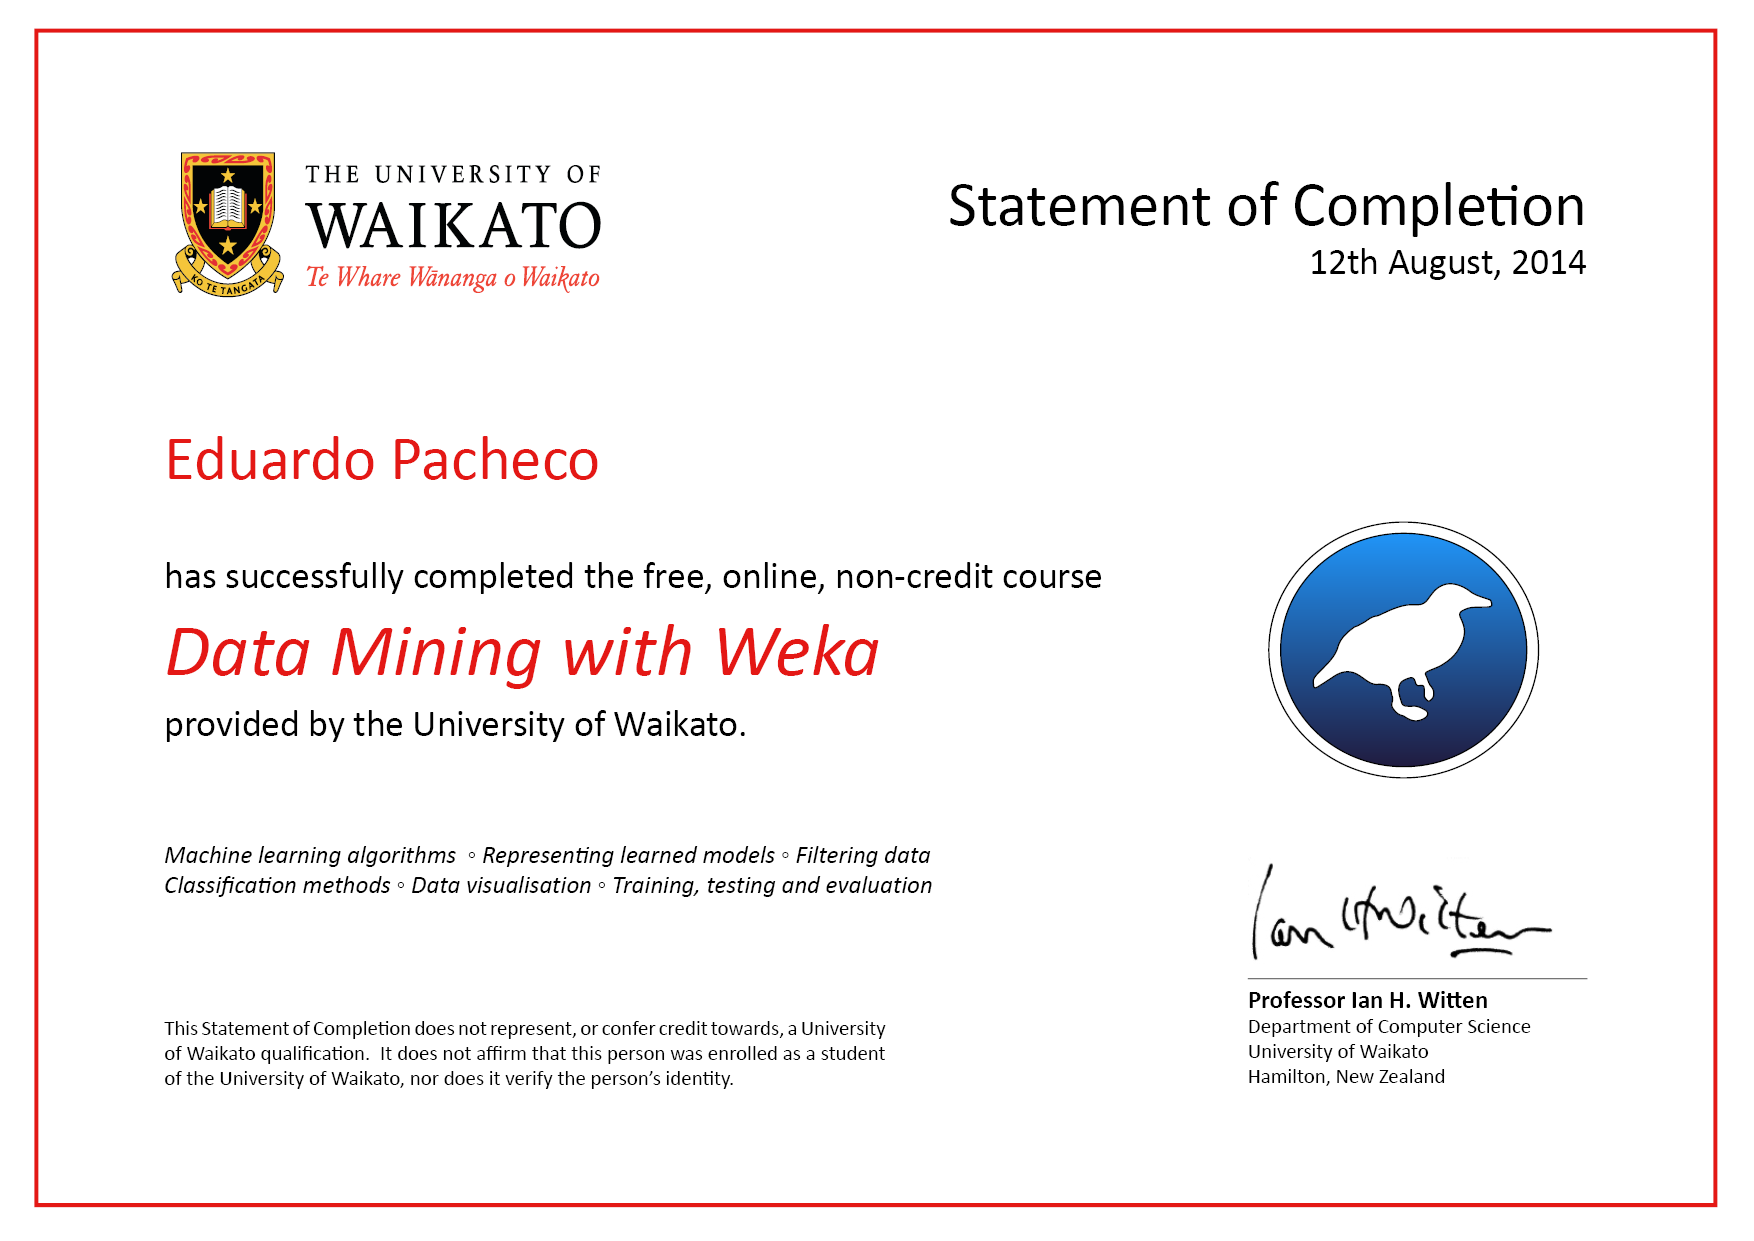 THE UNIVERSITY OF
WAIKATO
Te Whare Wānanga o Waikato
KO TE TANGATA
Statement of Completion
12th August, 2014
Eduardo Pacheco
has successfully completed the free, online, non-credit course
Data Mining with Weka
provided by the University of Waikato.
Machine learning algorithms ◦ Representing learned models ◦ Filtering data
Classification methods ◦ Data visualisation ◦ Training, testing and evaluation
This Statement of Completion does not represent, or confer credit towards, a University
of Waikato qualification.  It does not affirm that this person was enrolled as a student
of the University of Waikato, nor does it verify the person’s identity.
Ian H Witten
Professor Ian H. Witten
Department of Computer Science
University of Waikato
Hamilton, New Zealand